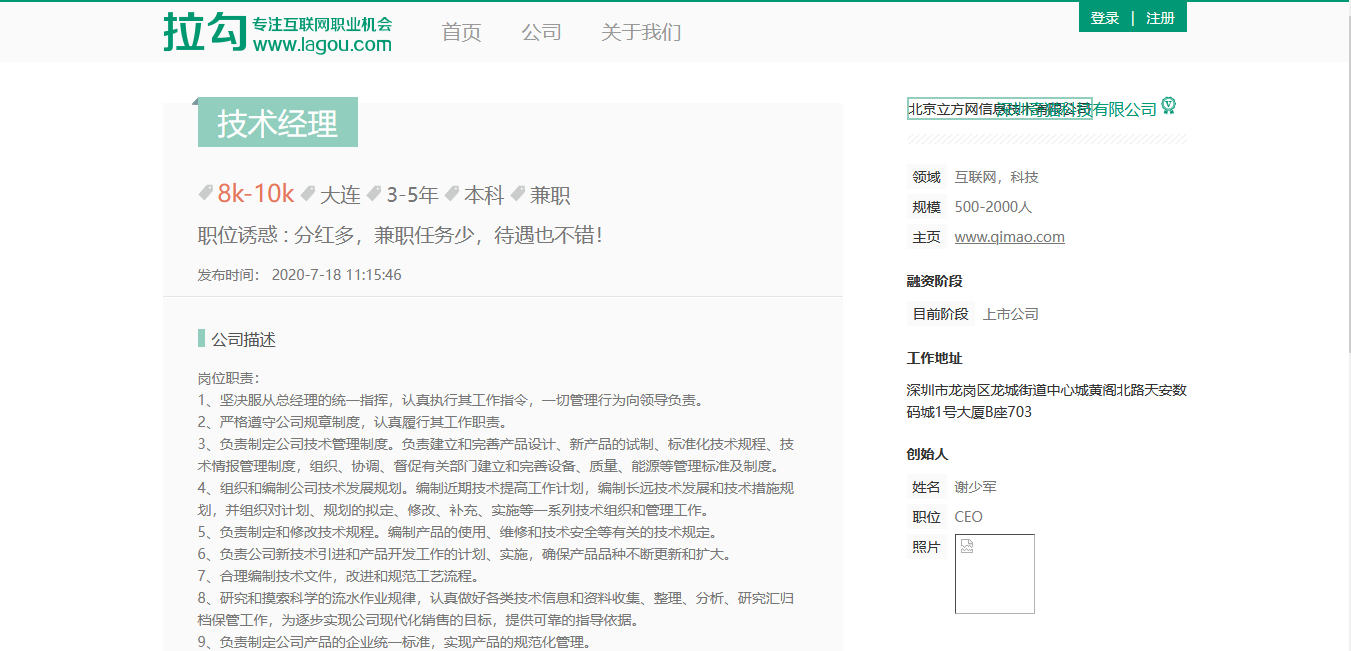 拉勾
专注互联网职业机会
www.lagou.com
首页
公司
关于我们
登录 | 注册
技术经理
8k-10k 大连 3-5年 本科 兼职
职位诱惑 : 分红多，兼职任务少，待遇也不错！
发布时间： 2020-7-18 11:15:46
公司描述
岗位职责：
1、坚决服从总经理的统一指挥，认真执行其工作指令，一切管理行为向领导负责。
2、严格遵守公司规章制度，认真履行其工作职责。
3、负责制定公司技术管理制度。负责建立和完善产品设计、新产品的试制、标准化技术规程、技
术情报管理制度，组织、协调、督促有关部门建立和完善设备、质量、能源等管理标准及制度。
4、组织和编制公司技术发展规划。编制近期技术提高工作计划，编制长远技术发展和技术措施规
划，并组织对计划、规划的拟定、修改、补充、实施等一系列技术组织和管理工作。
5、负责制定和修改技术规程。编制产品的使用、维修和技术安全等有关的技术规定。
6、负责公司新技术引进和产品开发工作的计划、实施，确保产品品种不断更新和扩大。
7、合理编制技术文件，改进和规范工艺流程。
8、研究和摸索科学的流水作业规律，认真做好各类技术信息和资料收集、整理、分析、研究汇归
档保管工作，为逐步实现公司现代化销售的目标，提供可靠的指导依据。
9、负责制定公司产品的企业统一标准，实现产品的规范化管理。
北京立方网信息
有限公司
领域 互联网，科技
规模 500-2000人
主页 www.qimao.com
融资阶段
目前阶段 上市公司
工作地址
深圳市龙岗区龙城街道中心城黄阁北路天安数
码城1号大厦B座703
创始人
姓名 谢少军
职位 CEO
照片